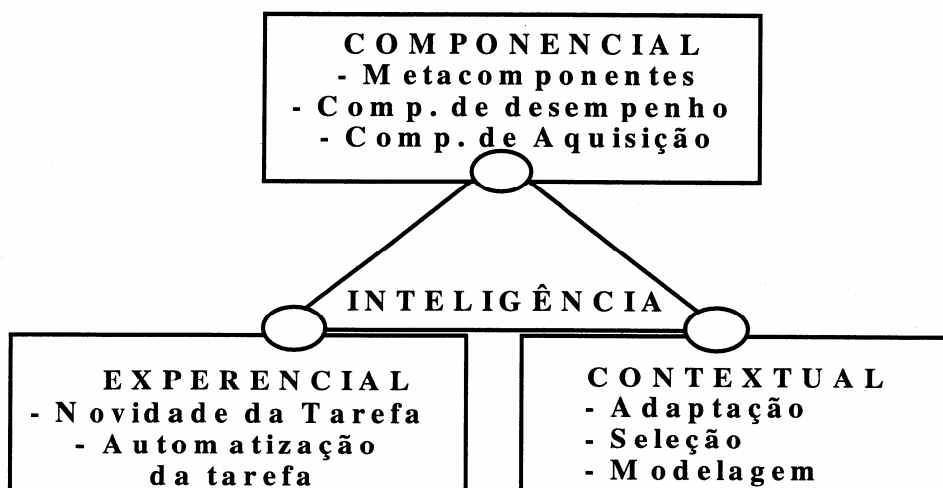 COMPONENCIAL
- Metacomponentes
- Comp. de desempenho
- Comp. de Aquisição
INTELIGÊNCIA
EXPERENCIAL
- Novidade da Tarefa
- Automatização
da tarefa
CONTEXTUAL
- Adaptação
- Seleção
- Modelagem